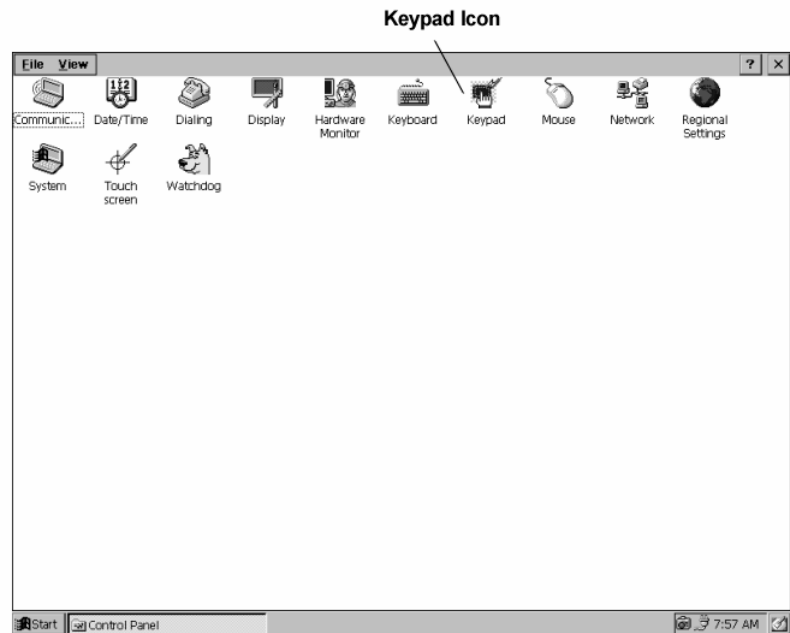 Keypad Icon
File View ? ×
Communic... Date/Time Dialing Display Hardware Monitor Keyboard Keypad Mouse Network Regional Settings
System Touch screen Watchdog
Start Control Panel 7:57 AM